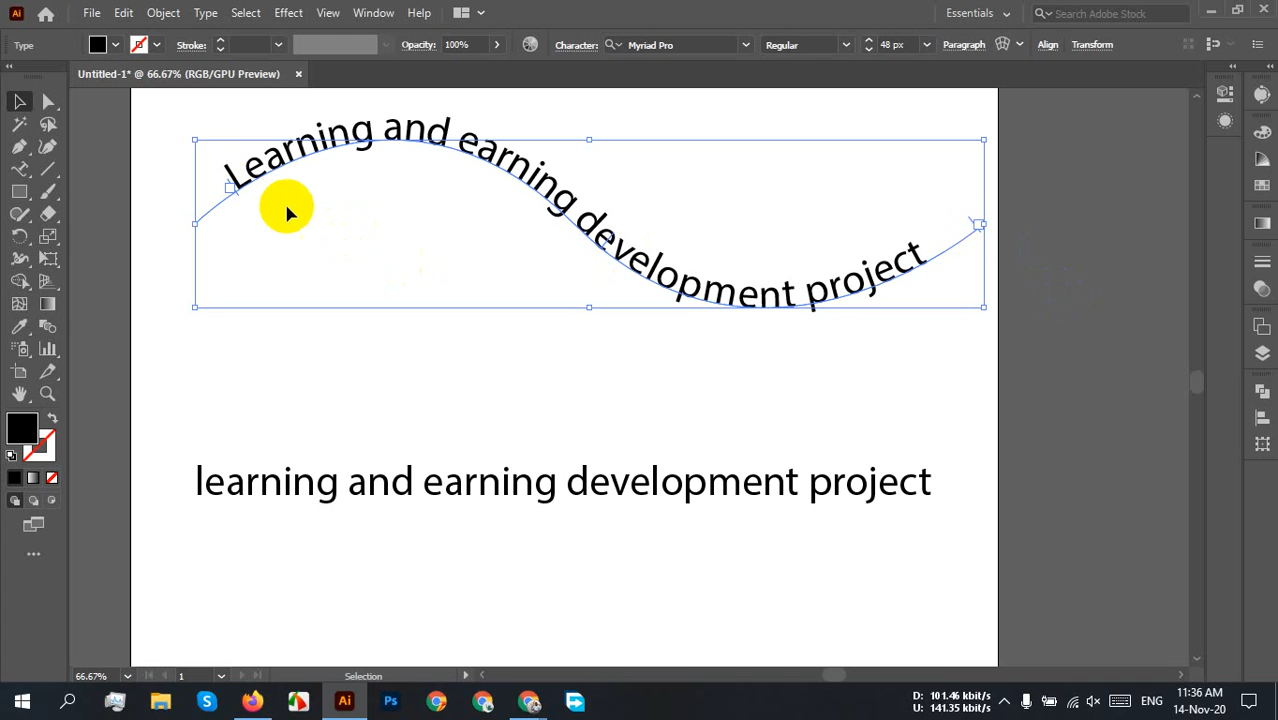 Ai File Edit Object Type Select Effect View Window Help Essentials Search Adobe Stock
Type Stroke: Opacity: 100% Character: Myriad Pro Regular 48 px Paragraph Align Transform
Untitled-1* @ 66.67% (RGB/GPU Preview)
Learning and earning development project
learning and earning development project
66.67% 1 Selection
S Ai Ps D: 101.46 kbit/s ENG 11:36 AM
U: 141.35 kbit/s 14-Nov-20